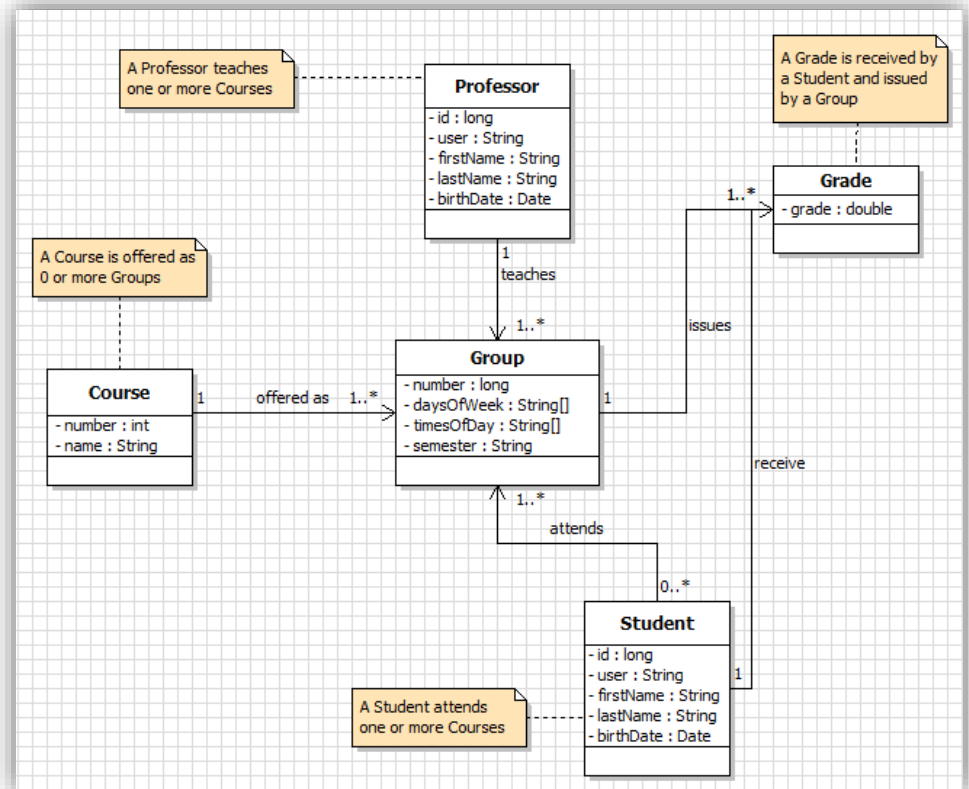 A Professor teaches
one or more Courses
Professor
- id : long
- user : String
- firstName : String
- lastName : String
- birthDate : Date
A Grade is received by
a Student and issued
by a Group
Grade
- grade : double
1..*
1
teaches
1..*
A Course is offered as
0 or more Groups
Course
- number : int
- name : String
1
offered as
1..*
Group
- number : long
- daysOfWeek : String[]
- timesOfDay : String[]
- semester : String
1
issues
receive
1..*
attends
0..*
Student
- id : long
- user : String
- firstName : String
- lastName : String
- birthDate : Date
1
A Student attends
one or more Courses